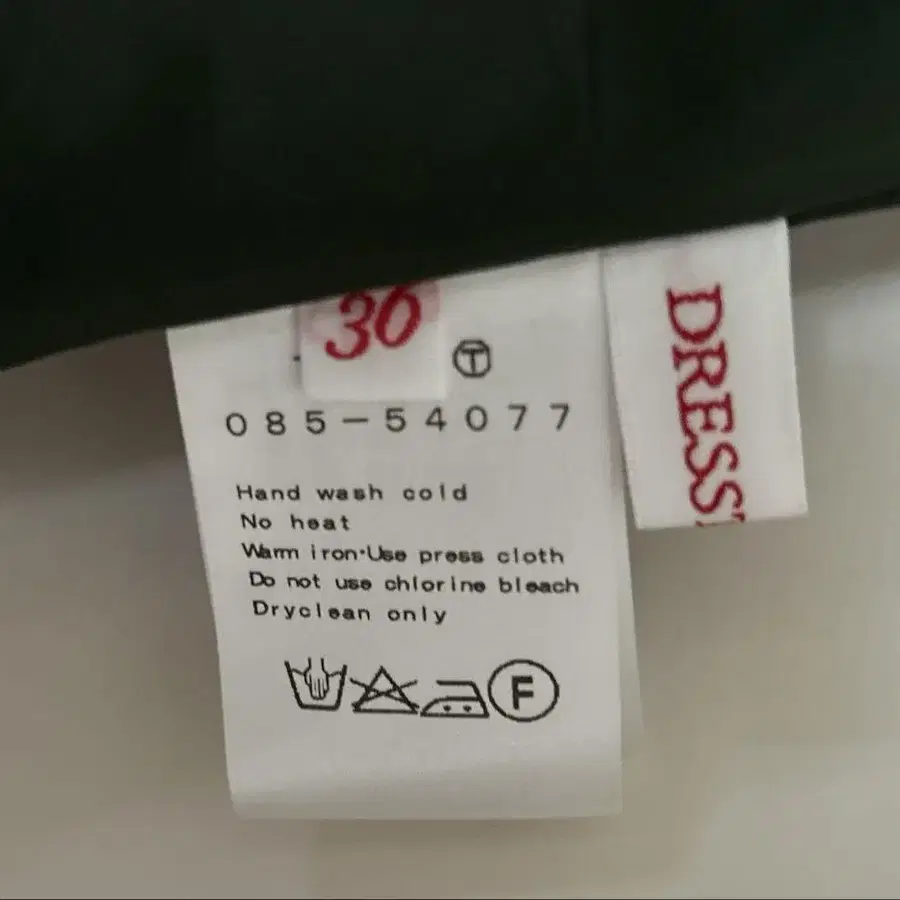 36
T
085-54077
Hand wash cold
No heat
Warm iron·Use press cloth
Do not use chlorine bleach
Dryclean only
F
DRESS